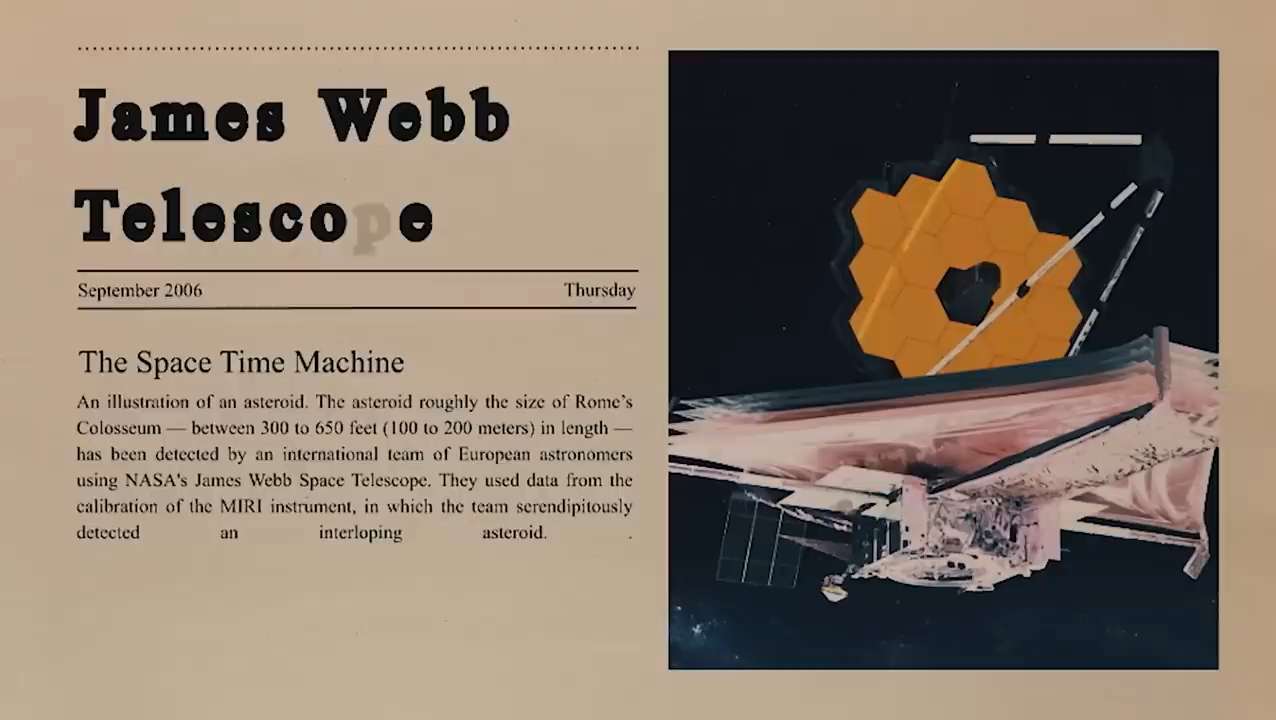 James Webb
Telescope
September 2006 Thursday
The Space Time Machine
An illustration of an asteroid. The asteroid roughly the size of Rome's
Colosseum — between 300 to 650 feet (100 to 200 meters) in length —
has been detected by an international team of European astronomers
using NASA's James Webb Space Telescope. They used data from the
calibration of the MIRI instrument, in which the team serendipitously
detected an interloping asteroid. .